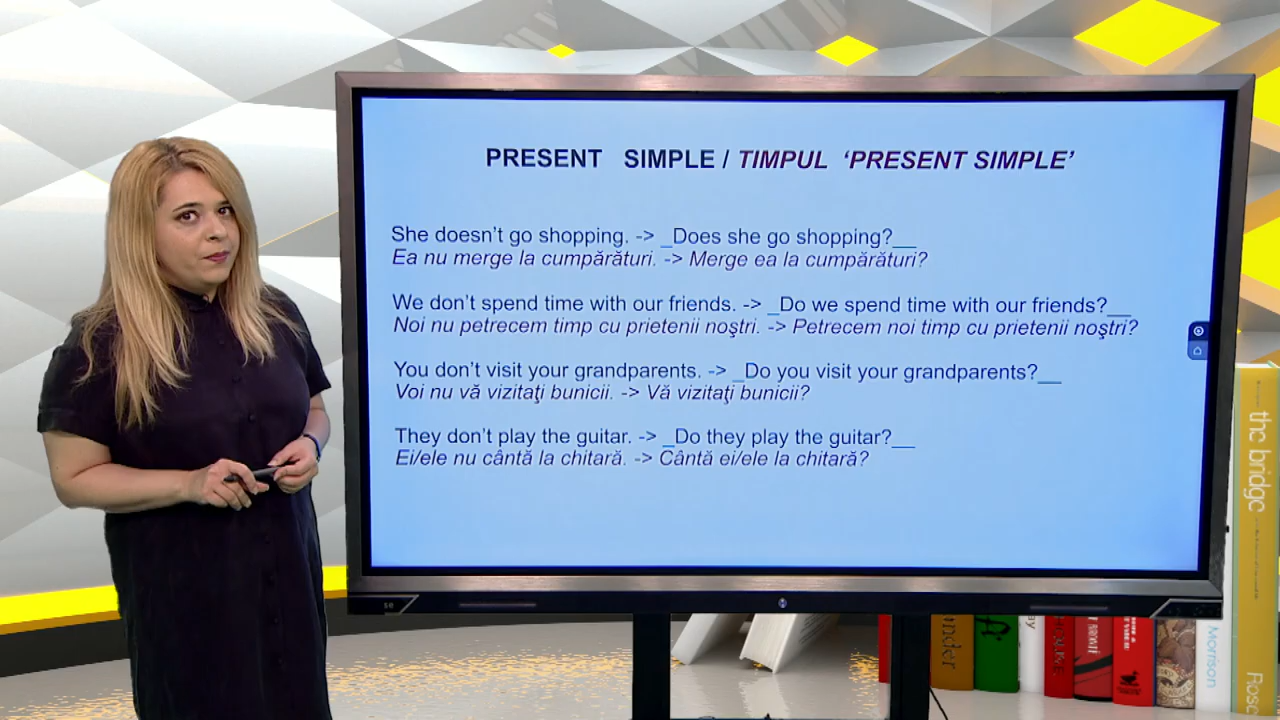 PRESENT SIMPLE / TIMPUL ‘PRESENT SIMPLE’
She doesn’t go shopping. -> _Does she go shopping?__
Ea nu merge la cumpărături. -> Merge ea la cumpărături?
We don’t spend time with our friends. -> _Do we spend time with our friends?__
Noi nu petrecem timp cu prietenii noştri. -> Petrecem noi timp cu prietenii noştri?
You don’t visit your grandparents. -> _Do you visit your grandparents?__
Voi nu vă vizitaţi bunicii. -> Vă vizitaţi bunicii?
They don’t play the guitar. -> _Do they play the guitar?__
Ei/ele nu cântă la chitară. -> Cântă ei/ele la chitară?
the bridge
Morrison